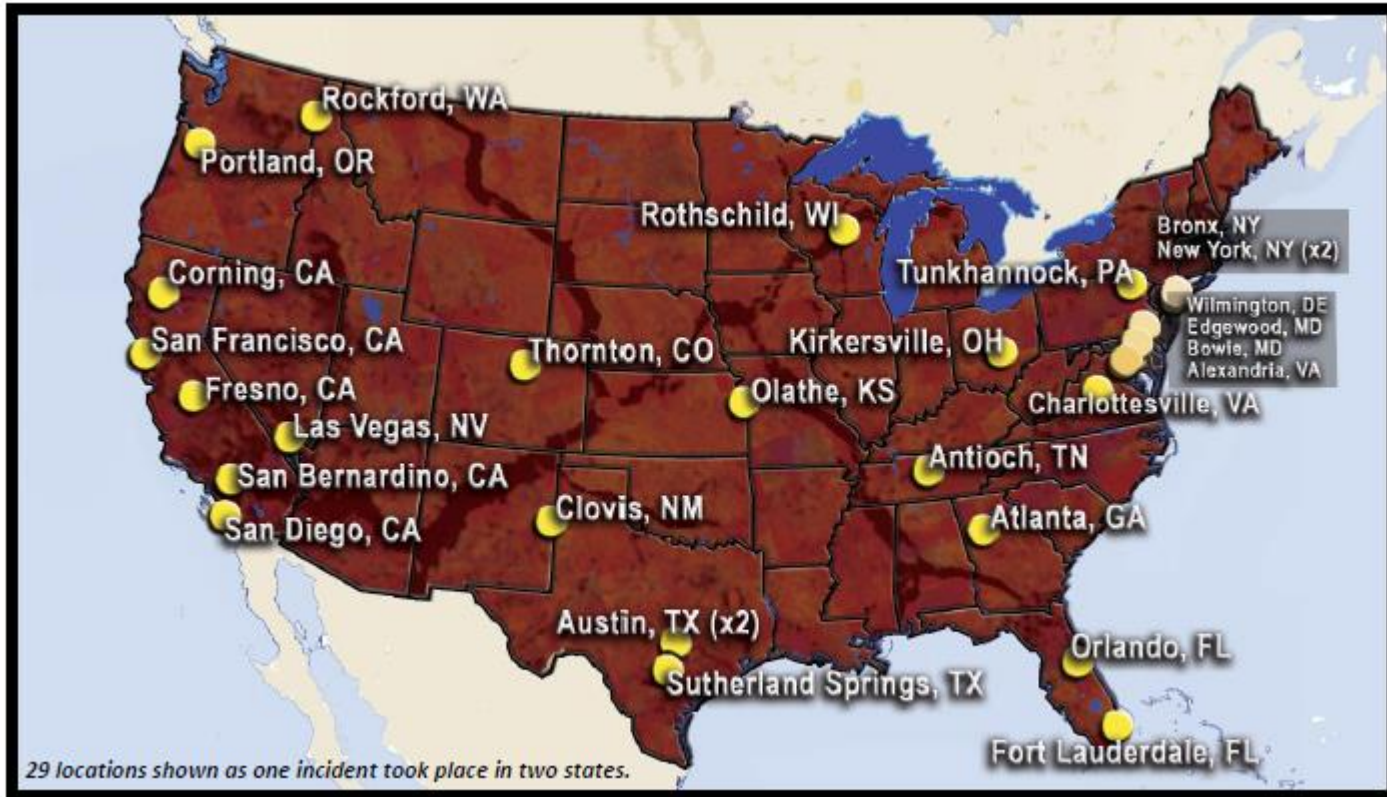 Rockford, WA
Portland, OR
Rothschild, WI
Bronx, NY
New York, NY (x2)
Tunkhannock, PA
Corning, CA
Wilmington, DE
Edgewood, MD
Bowie, MD
Alexandria, VA
San Francisco, CA
Thornton, CO
Kirkersville, OH
Fresno, CA
Olathe, KS
Charlottesville, VA
Las Vegas, NV
Antioch, TN
San Bernardino, CA
Clovis, NM
Atlanta, GA
San Diego, CA
Austin, TX (x2)
Orlando, FL
Sutherland Springs, TX
Fort Lauderdale, FL
29 locations shown as one incident took place in two states.